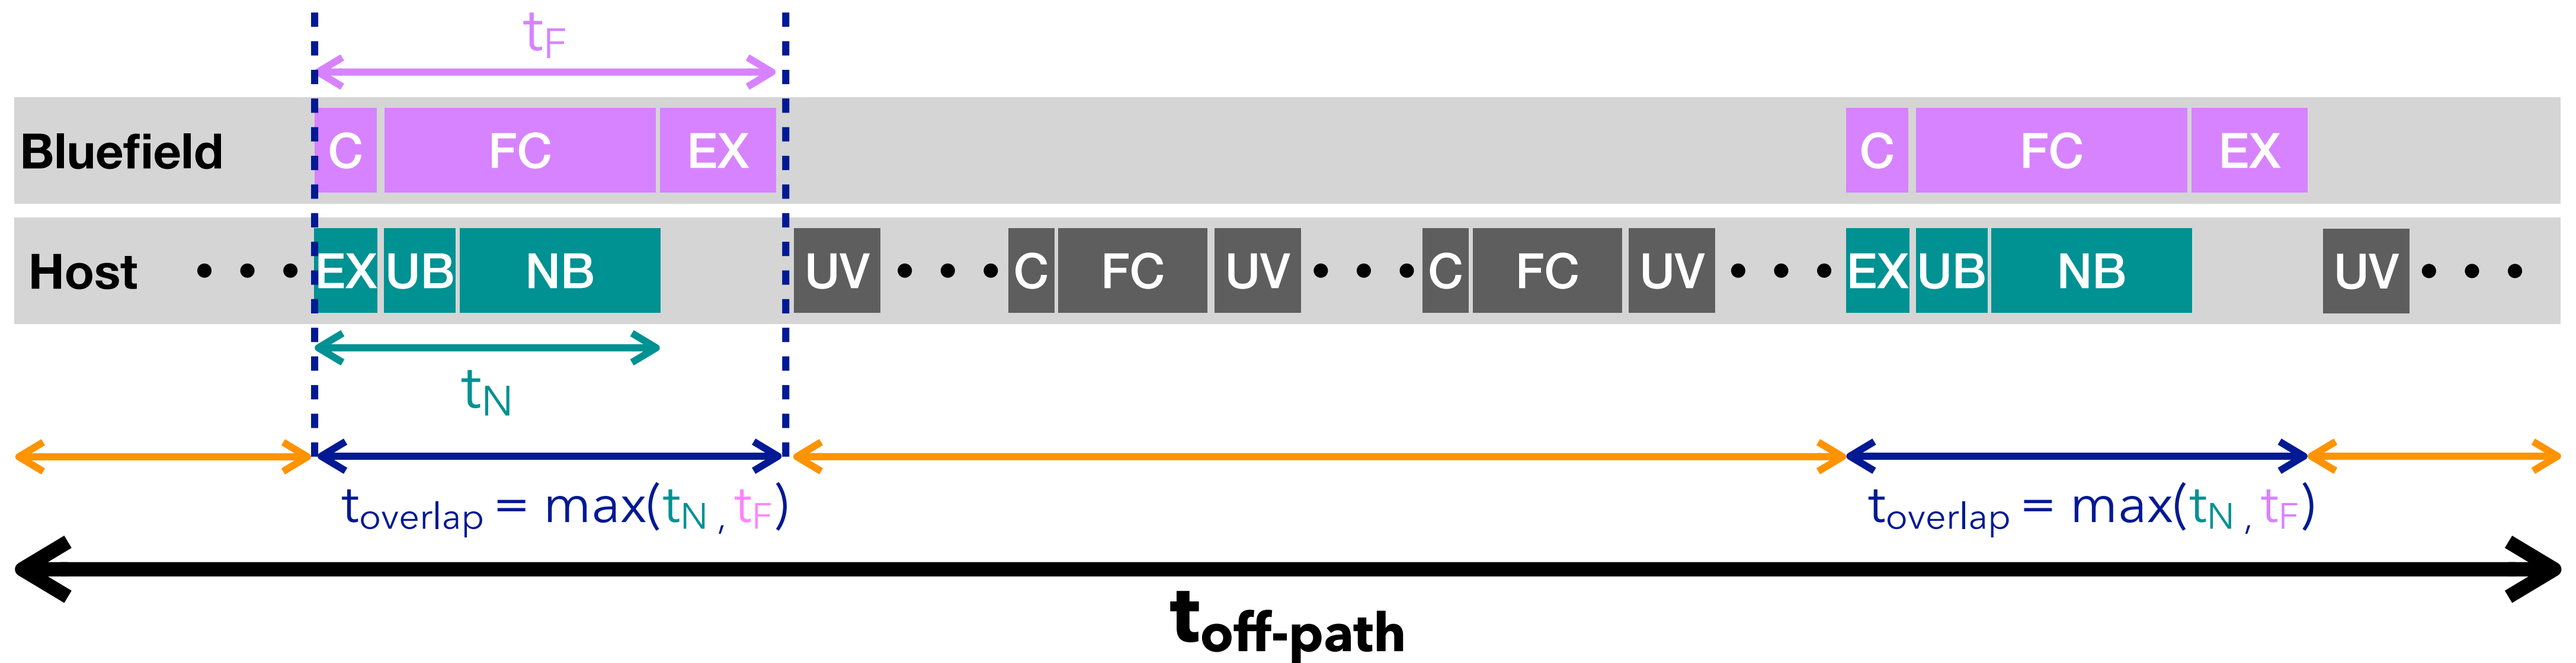 tF
Bluefield C FC EX C FC EX
Host • • • EX UB NB UV • • • C FC UV • • • C FC UV • • • EX UB NB UV • • •
tN
toverlap = max(tN , tF) toverlap = max(tN , tF)
toff-path